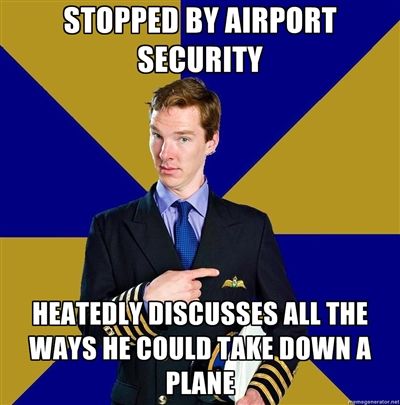 STOPPED BY AIRPORT
SECURITY
HEATEDLY DISCUSSES ALL THE
WAYS HE COULD TAKE DOWN A
PLANE
memegenerator.net